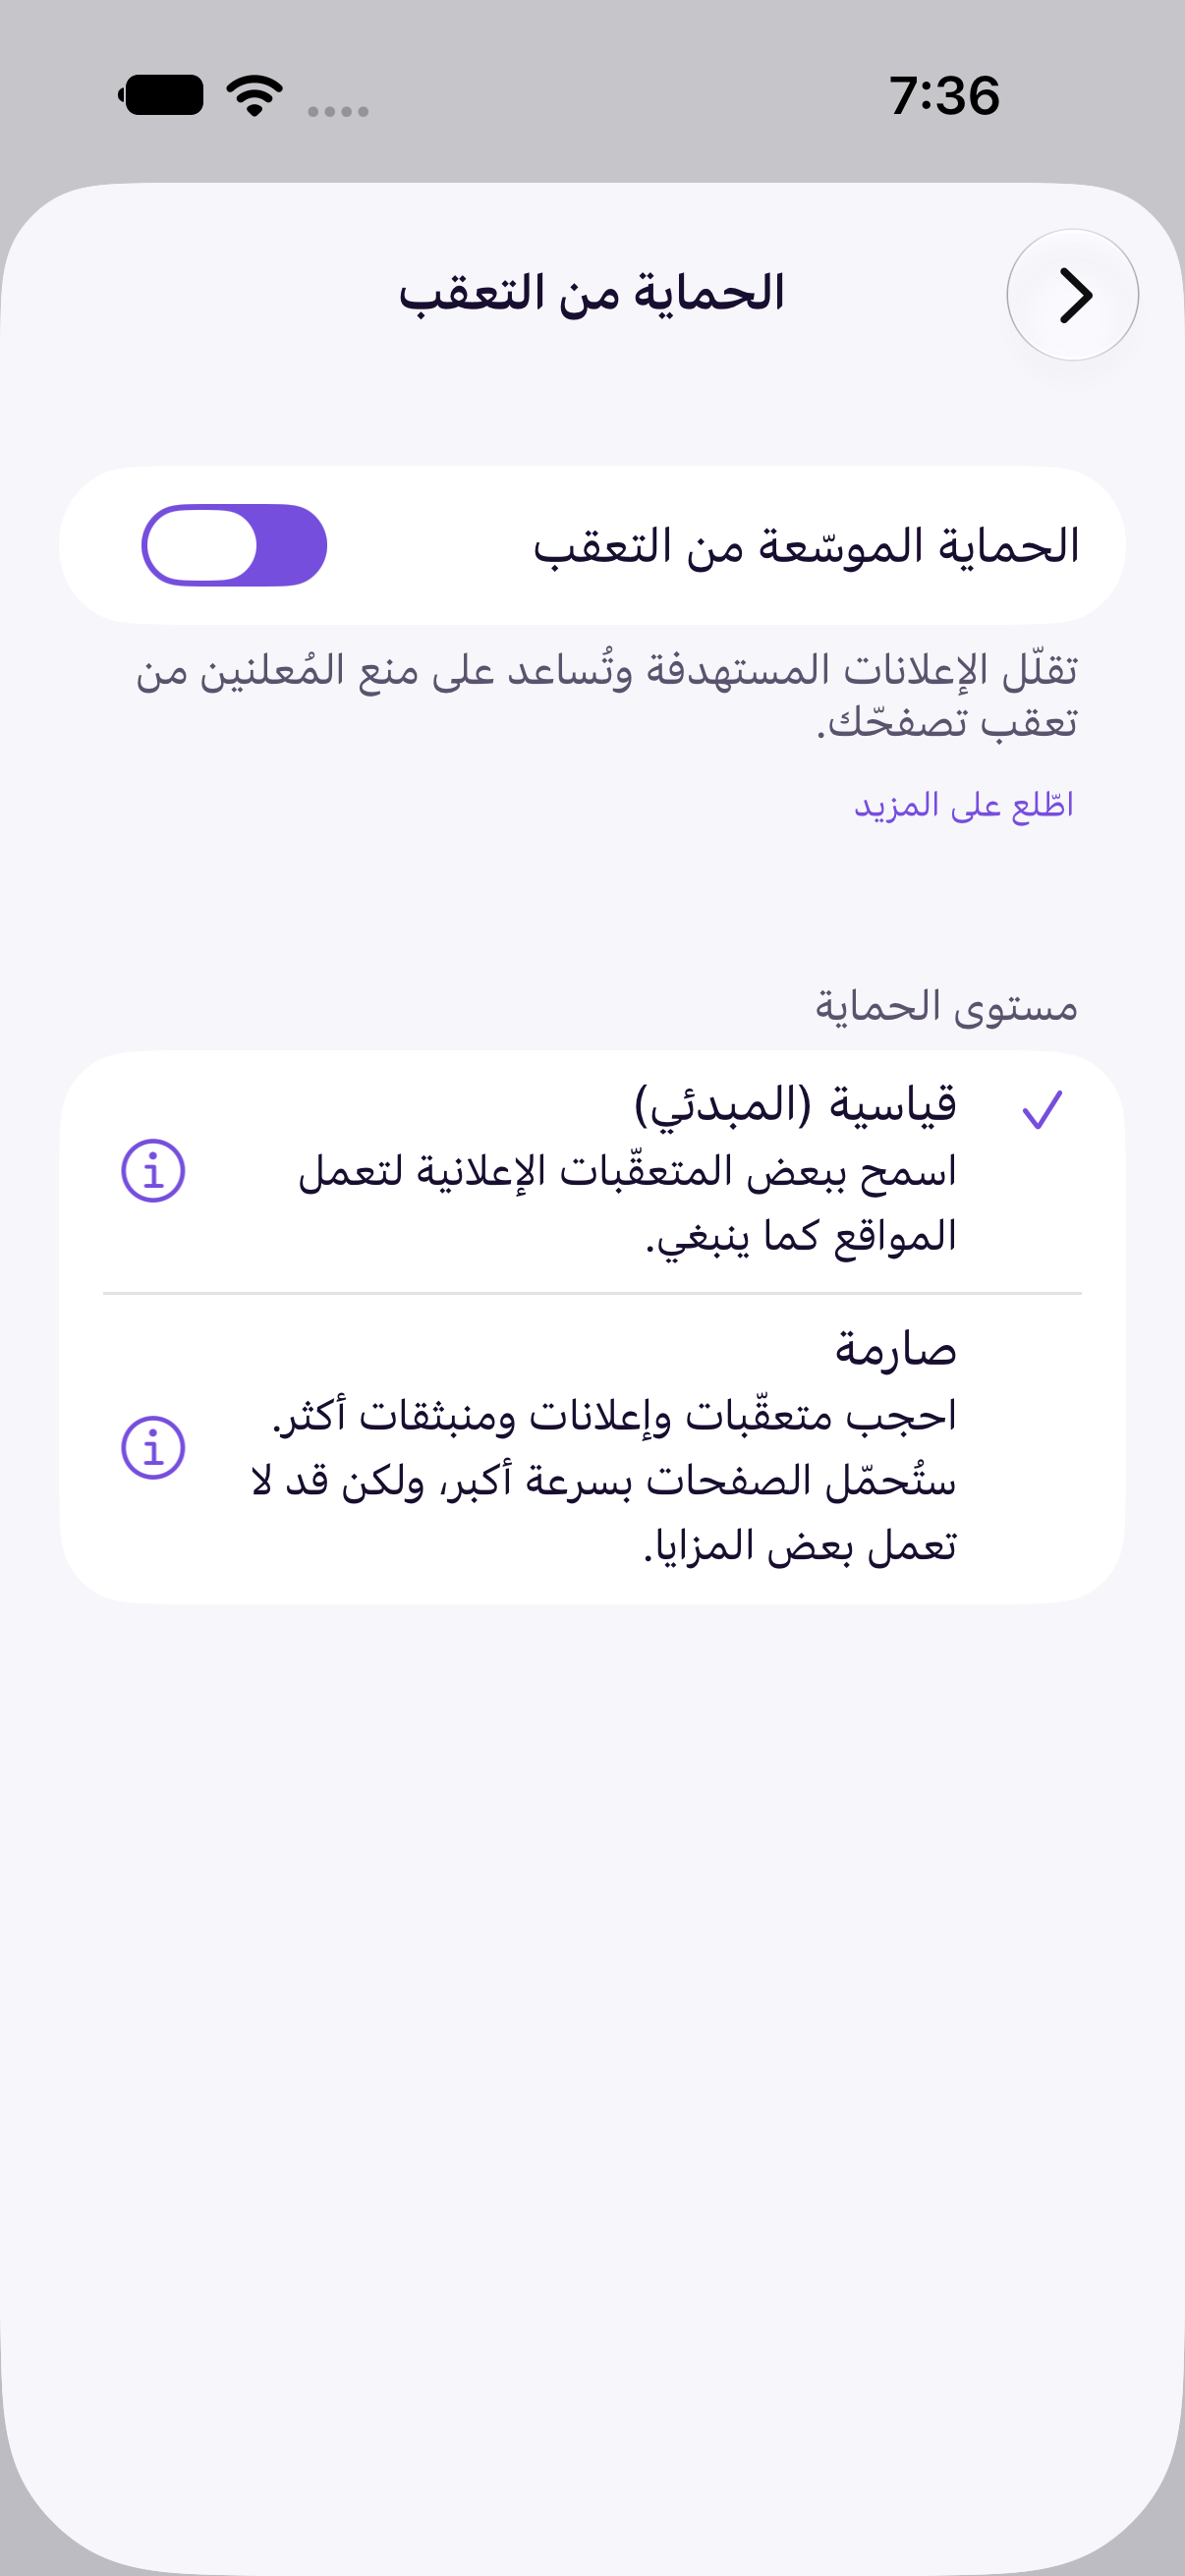 7:36
الحماية من التعقب
الحماية الموسّعة من التعقب
تقلّل الإعلانات المستهدفة وتُساعد على منع المُعلنين من
تعقب تصفحّك.
اطّلع على المزيد
مستوى الحماية
قياسية (المبدئي)
اسمح ببعض المتعقّبات الإعلانية لتعمل
المواقع كما ينبغي.
صارمة
احجب متعقّبات وإعلانات ومنبثقات أكثر.
ستُحمّل الصفحات بسرعة أكبر، ولكن قد لا
تعمل بعض المزايا.